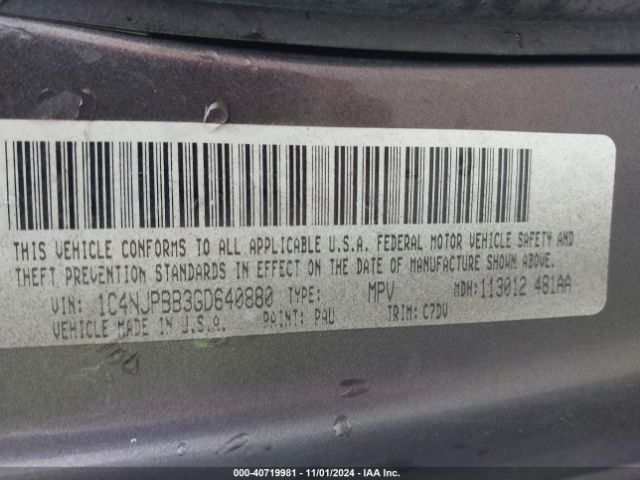 THIS VEHICLE CONFORMS TO ALL APPLICABLE U.S.A. FEDERAL MOTOR VEHICLE SAFETY AND
THEFT PREVENTION STANDARDS IN EFFECT ON THE DATE OF MANUFACTURE SHOWN ABOVE.
VIN: 1C4NJPBB3GD640880 TYPE: MPV MDH: 113012 481AA
VEHICLE MADE IN U.S.A. PAINT: PAU TRIM: C7DV
000-40719981 - 11/01/2024 - IAA Inc.